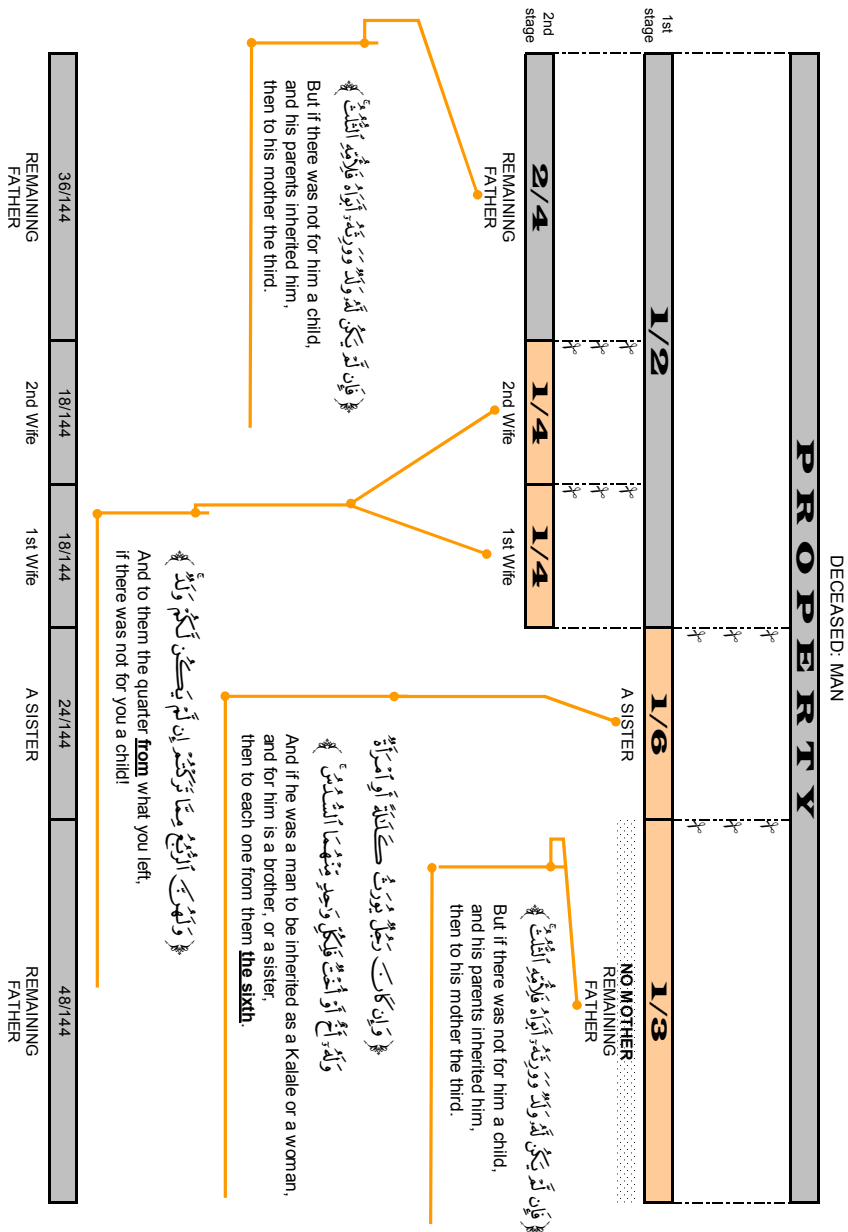 DECEASED: MAN
PROPERTY
1st
stage
1/2
1/6
1/3
A SISTER
NO MOTHER
REMAINING
FATHER
2nd
stage
2/4
1/4
1/4
REMAINING
FATHER
2nd Wife
1st Wife
﴿ فَإِن لَّمْ يَكُن لَّهُۥ وَلَدٌ وَوَرِثَهُۥٓ أَبَوَاهُ فَلِأُمِّهِ ٱلثُّلُثُ ۚ ﴾
But if there was not for him a child,
and his parents inherited him,
then to his mother the third.
﴿ وَإِن كَانَ رَجُلٌ يُورَثُ كَلَـٰلَةً أَوِ ٱمْرَأَةٌ
وَلَهُۥٓ أَخٌ أَوْ أُخْتٌ فَلِكُلِّ وَٰحِدٍ مِّنْهُمَا ٱلسُّدُسُ ۚ ﴾
And if he was a man to be inherited as a Kalale or a woman,
and for him is a brother, or a sister,
then to each one from them the sixth.
﴿ فَإِن لَّمْ يَكُن لَّهُۥ وَلَدٌ وَوَرِثَهُۥٓ أَبَوَاهُ فَلِأُمِّهِ ٱلثُّلُثُ ۚ ﴾
But if there was not for him a child,
and his parents inherited him,
then to his mother the third.
﴿ وَلَهُنَّ ٱلرُّبُعُ مِمَّا تَرَكْتُمْ إِن لَّمْ يَكُن لَّكُمْ وَلَدٌ ۚ ﴾
And to them the quarter from what you left,
if there was not for you a child!
36/144
18/144
18/144
24/144
48/144
REMAINING
FATHER
2nd Wife
1st Wife
A SISTER
REMAINING
FATHER